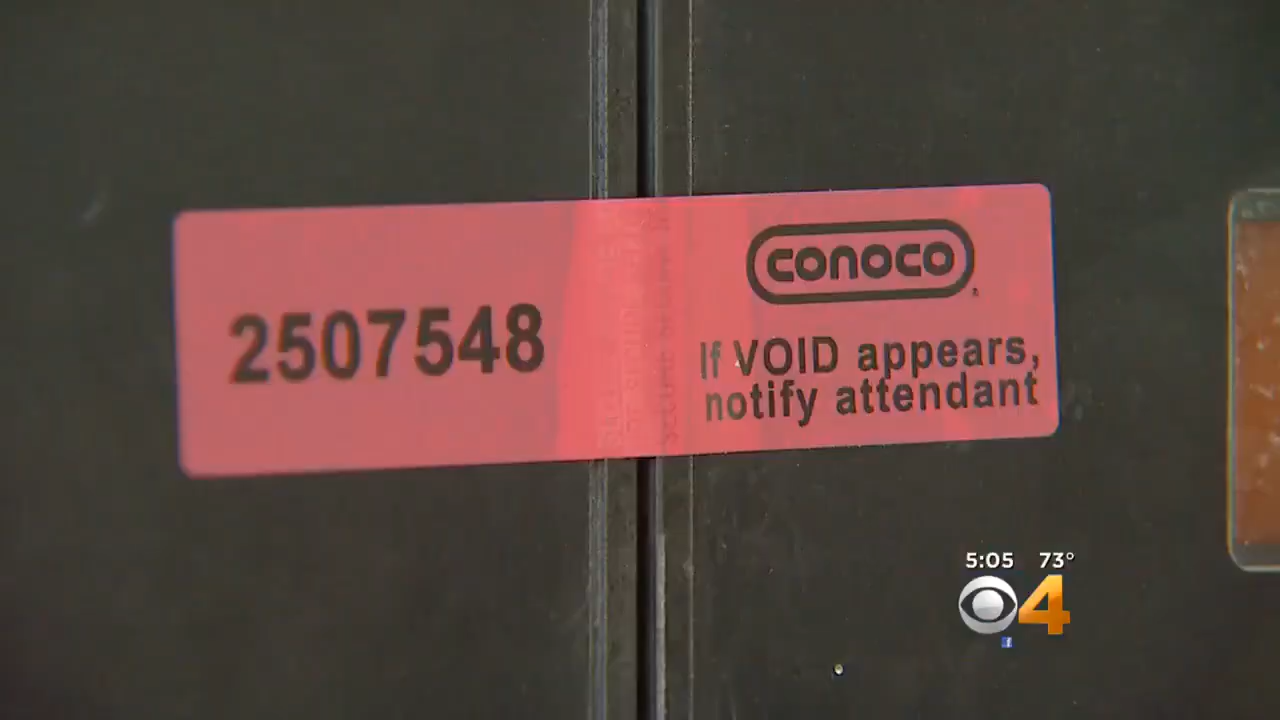 2507548
conoco
If VOID appears,
notify attendant
5:05 73°
4
f